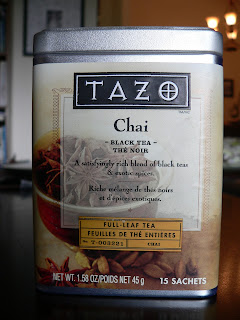 TAZO
Chai
~ BLACK TEA ~
THÉ NOIR
A satisfyingly rich blend of black teas
& exotic spices.
Riche mélange de thés noirs
et d'épices exotiques.
FULL-LEAF TEA
FEUILLES DE THÉ ENTIÈRES
CHAI
NET WT. 1.58 OZ/POIDS NET 45 g
15 SACHETS